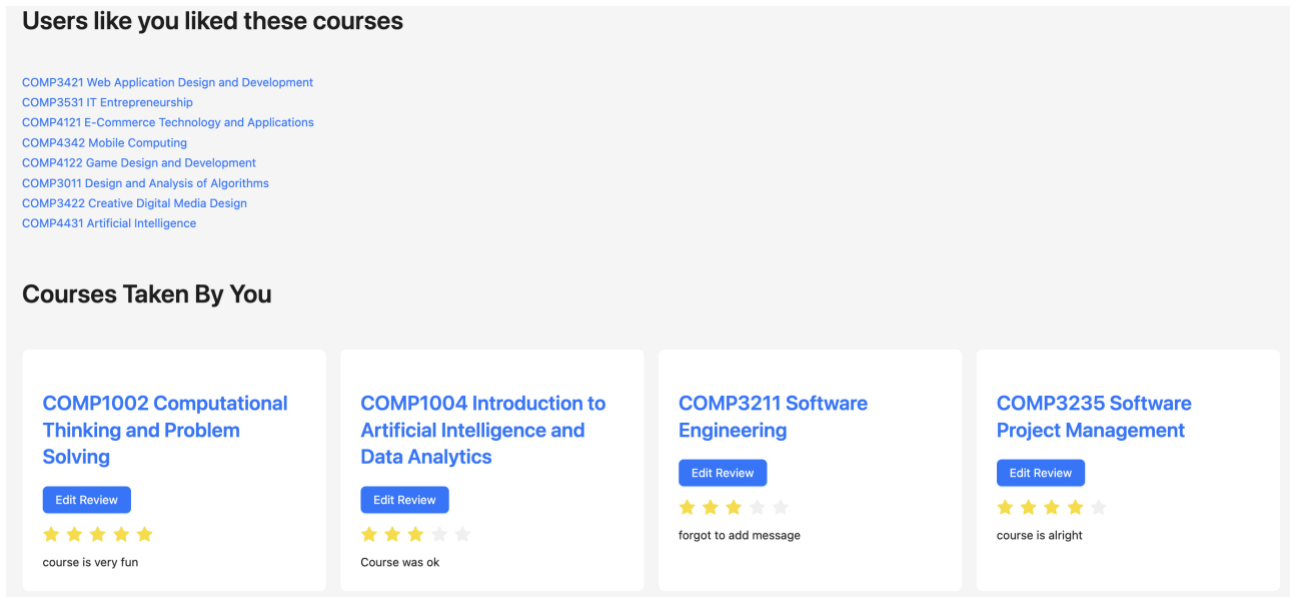 Users like you liked these courses
COMP3421 Web Application Design and Development
COMP3531 IT Entrepreneurship
COMP4121 E-Commerce Technology and Applications
COMP4342 Mobile Computing
COMP4122 Game Design and Development
COMP3011 Design and Analysis of Algorithms
COMP3422 Creative Digital Media Design
COMP4431 Artificial Intelligence
Courses Taken By You
COMP1002 Computational
Thinking and Problem
Solving
Edit Review
course is very fun
COMP1004 Introduction to
Artificial Intelligence and
Data Analytics
Edit Review
Course was ok
COMP3211 Software
Engineering
Edit Review
forgot to add message
COMP3235 Software
Project Management
Edit Review
course is alright